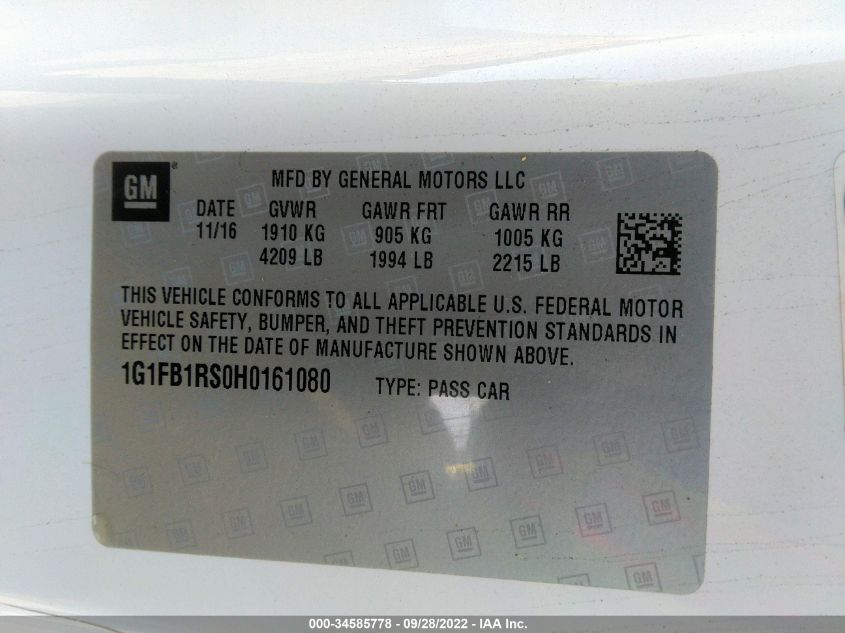 GM ® MFD BY GENERAL MOTORS LLC
DATE GVWR GAWR FRT GAWR RR
11/16 1910 KG 905 KG 1005 KG
4209 LB 1994 LB 2215 LB
THIS VEHICLE CONFORMS TO ALL APPLICABLE U.S. FEDERAL MOTOR
VEHICLE SAFETY, BUMPER, AND THEFT PREVENTION STANDARDS IN
EFFECT ON THE DATE OF MANUFACTURE SHOWN ABOVE.
1G1FB1RS0H0161080 TYPE: PASS CAR
000-34585778 - 09/28/2022 - IAA Inc.